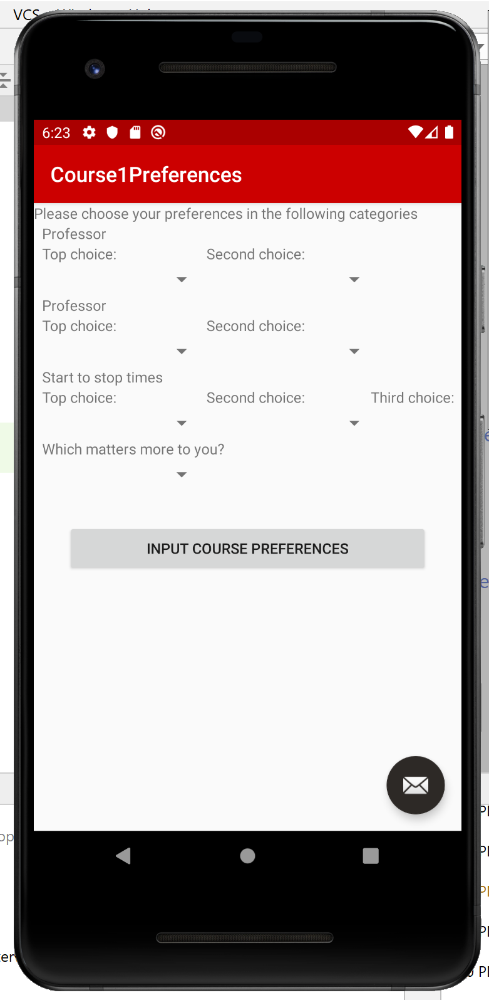 VCS
6:23
Course1Preferences
Please choose your preferences in the following categories
Professor
Top choice: Second choice:
Professor
Top choice: Second choice:
Start to stop times
Top choice: Second choice: Third choice:
Which matters more to you?
INPUT COURSE PREFERENCES